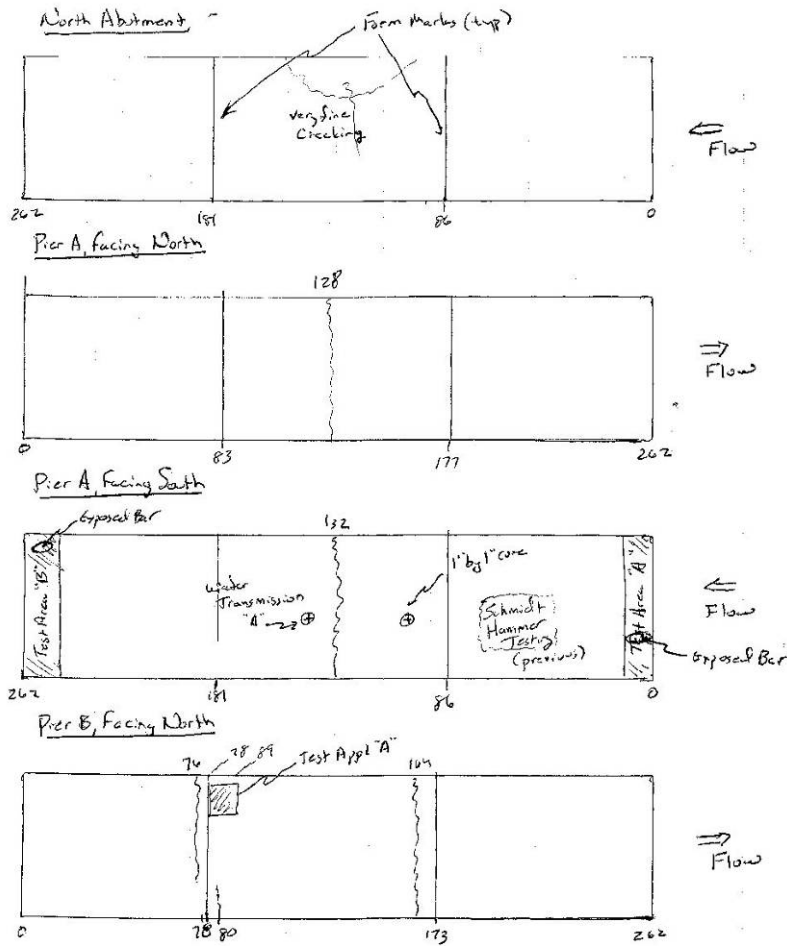 North Abutment -
Form Marks (typ)
very fine
Cracking
Flow
262 181 86 0
Pier A, Facing North
128
Flow
0 83 177 262
Pier A, Facing South
Exposed Bar
132
1" by 1" core
Test Area "B"
Water
Transmission
"A"
Schmidt
Hammer
Testing
(previous)
Test Area "A"
Flow
Exposed Bar
262 181 86 0
Pier B, Facing North
76 78 89 Test Appl "A" 164
Flow
0 78 80 173 262